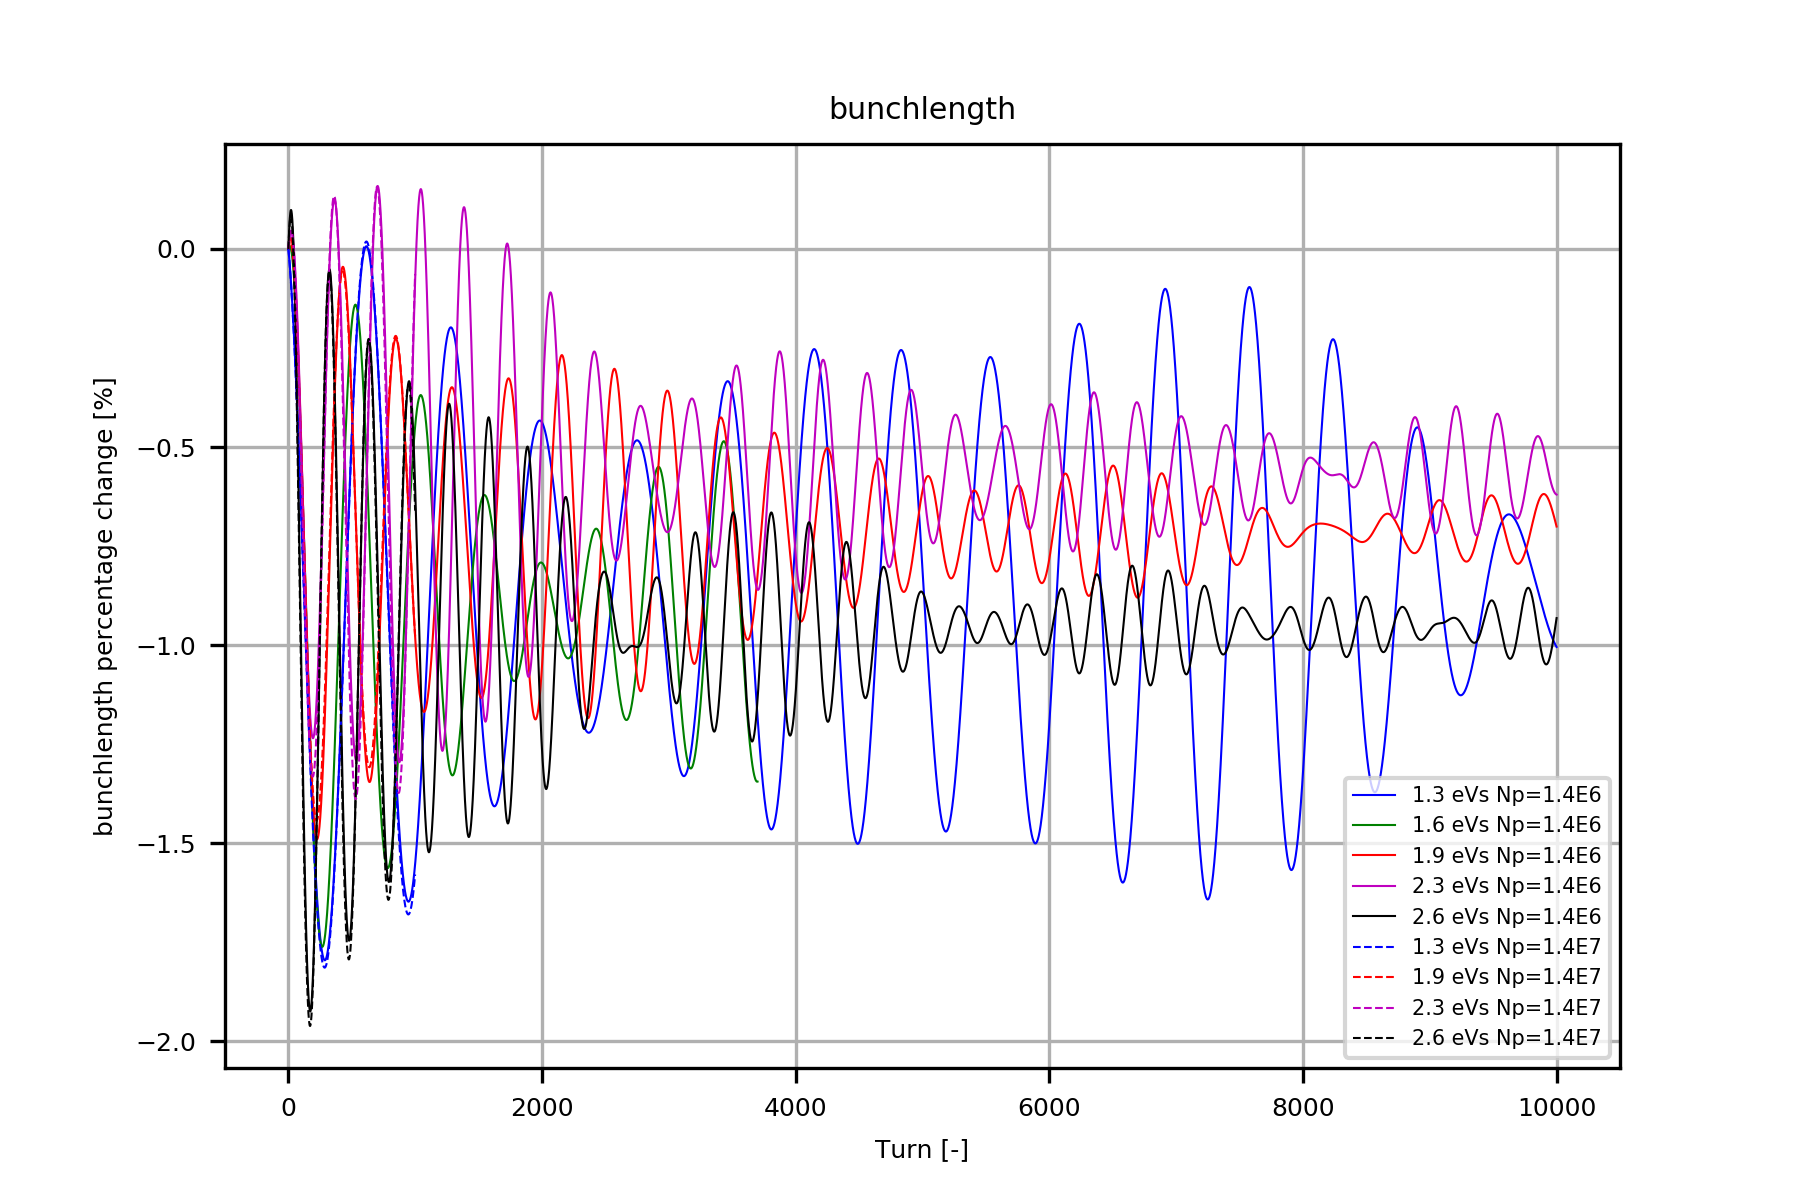 bunchlength
bunchlength percentage change [%]
0.0
−0.5
−1.0
−1.5
−2.0
0 2000 4000 6000 8000 10000
Turn [-]
1.3 eVs Np=1.4E6
1.6 eVs Np=1.4E6
1.9 eVs Np=1.4E6
2.3 eVs Np=1.4E6
2.6 eVs Np=1.4E6
1.3 eVs Np=1.4E7
1.9 eVs Np=1.4E7
2.3 eVs Np=1.4E7
2.6 eVs Np=1.4E7